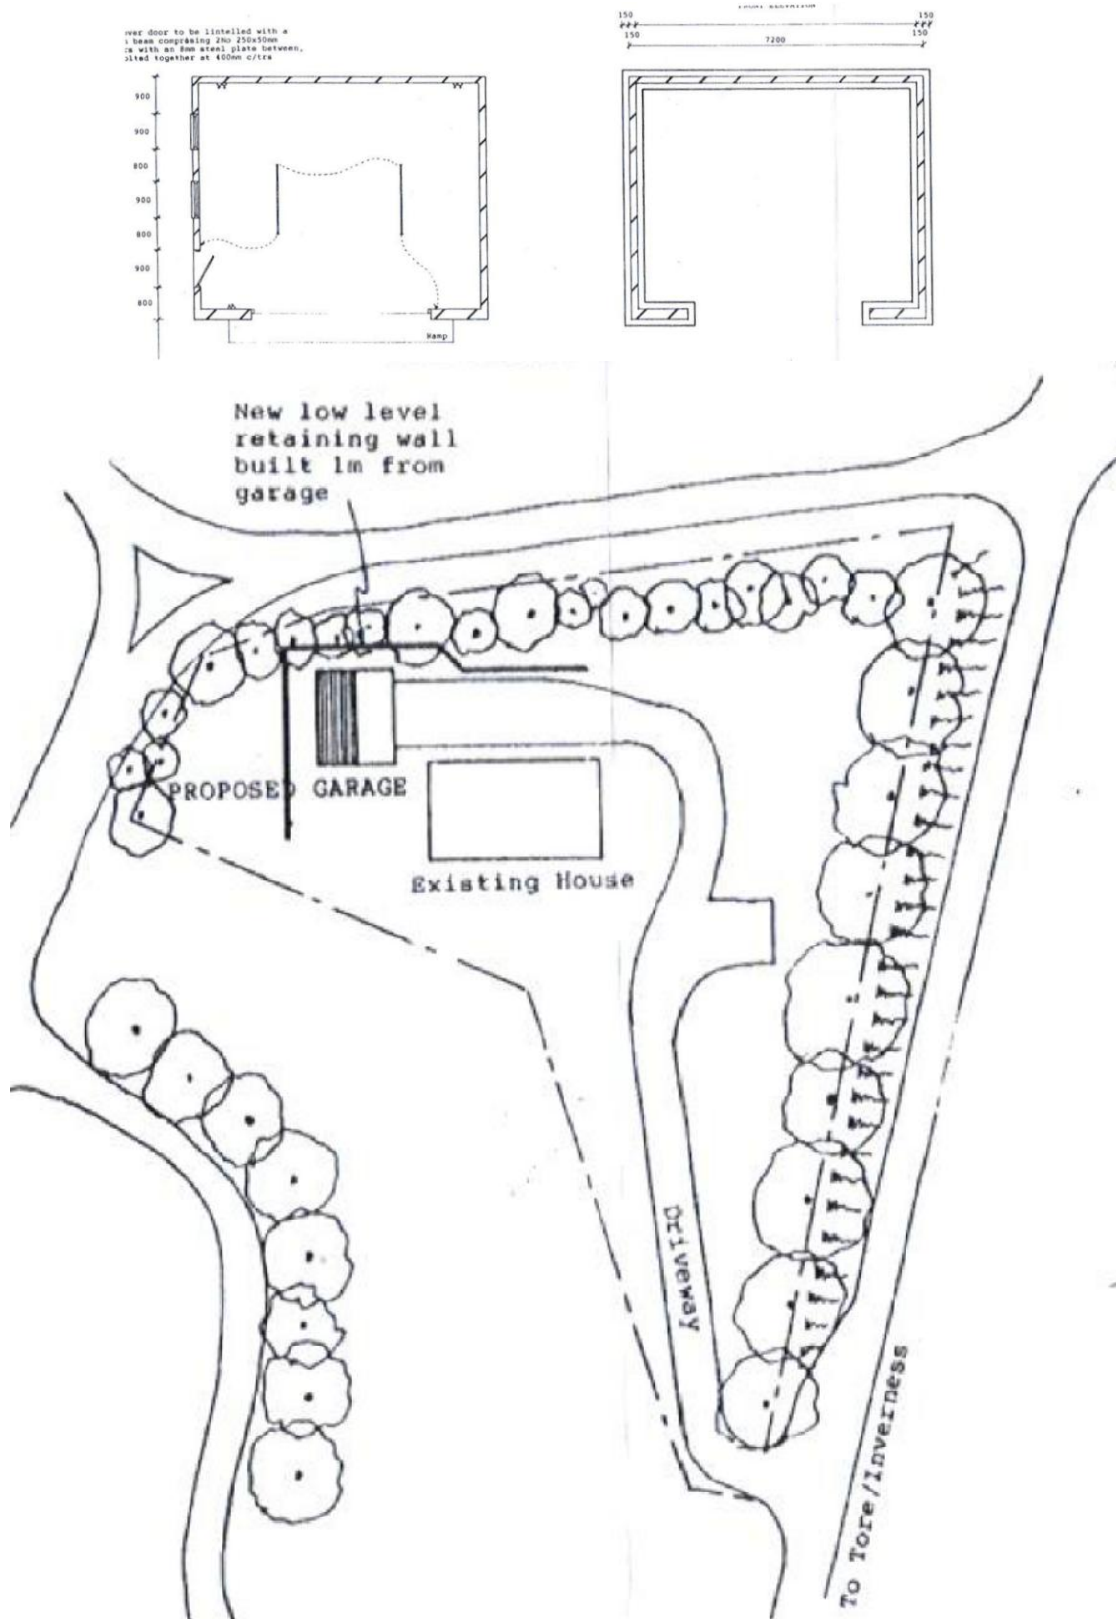 FRONT ELEVATION
150
150
150
150
7200
ver door to be lintelled with a
beam comprising 2No 250x50mm
with an 8mm steel plate between,
olted together at 400mm c/trs
900
900
800
900
800
900
800
Ramp
New low level
retaining wall
built 1m from
garage
PROPOSED GARAGE
Existing House
Driveway
To Tore/Inverness